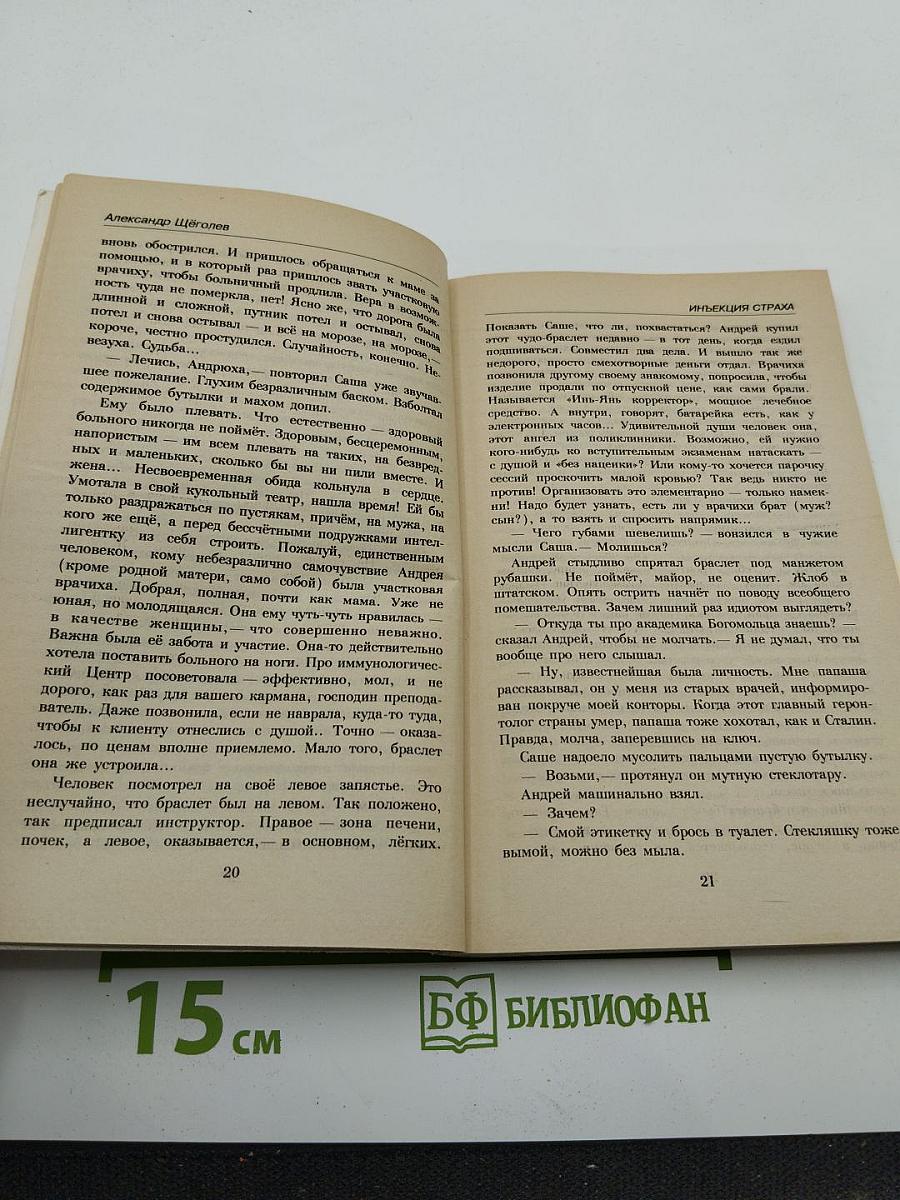 Александр Щёголев
вновь обострился. И пришлось обращаться к маме за
помощью, и в который раз пришлось звать участковую
врачиху, чтобы больничный продлила. Вера в возмож-
ность чуда не померкла, нет! Ясно же, что дорога была
длинной и сложной, путник потел и остывал, снова
потел и снова остывал — и всё на морозе, на морозе,—
короче, честно простудился. Случайность, конечно. Не-
везуха. Судьба...
— Лечись, Андрюха,— повторил Саша уже звучав-
шее пожелание. Глухим безразличным баском. Взболтал
содержимое бутылки и махом допил.
Ему было плевать. Что естественно — здоровый
больного никогда не поймёт. Здоровым, бесцеремонным,
напористым — им всем плевать на таких, на безвред-
ных и маленьких, сколько бы вы ни пили вместе. И
жена... Несвоевременная обида кольнула в сердце.
Умотала в свой кукольный театр, нашла время! Ей бы
только раздражаться по пустякам, причём, на мужа, на
кого же ещё, а перед бессчётными подружками интел-
лигентку из себя строить. Пожалуй, единственным
человеком, кому небезразлично самочувствие Андрея
(кроме родной матери, само собой) была участковая
врачиха. Добрая, полная, почти как мама. Уже не
юная, но молодящаяся. Она ему чуть-чуть нравилась —
в качестве женщины,— что совершенно неважно.
Важна была её забота и участие. Она-то действительно
хотела поставить больного на ноги. Про иммунологичес-
кий Центр посоветовала — эффективно, мол, и не
дорого, как раз для вашего кармана, господин препода-
ватель. Даже позвонила, если не наврала, куда-то туда,
чтобы к клиенту отнеслись с душой.. Точно — оказа-
лось, по ценам вполне приемлемо. Мало того, браслет
она же устроила...
Человек посмотрел на своё левое запястье. Это
неслучайно, что браслет был на левом. Так положено,
так предписал инструктор. Правое — зона печени,
почек, а левое, оказывается,— в основном, лёгких.
20
ИНЪЕКЦИЯ СТРАХА
Показать Саше, что ли, похвастаться? Андрей купил
этот чудо-браслет недавно — в тот день, когда ездил
подшиваться. Совместил два дела. И вышло так же
недорого, просто смехотворные деньги отдал. Врачиха
позвонила другому своему знакомому, попросила, чтобы
изделие продали по отпускной цене, как сами брали.
Называется «Инь-Янь корректор», мощное лечебное
средство. А внутри, говорят, батарейка есть, как у
электронных часов... Удивительной души человек она,
этот ангел из поликлинники. Возможно, ей нужно
кого-нибудь ко вступительным экзаменам натаскать —
с душой и «без наценки»? Или кому-то хочется парочку
сессий проскочить малой кровью? Так ведь никто не
против! Организовать это элементарно — только намек-
ни! Надо будет узнать, есть ли у врачихи брат (муж?
сын?), а то взять и спросить напрямик...
— Чего губами шевелишь? — вонзился в чужие
мысли Саша.— Молишься?
Андрей стыдливо спрятал браслет под манжетом
рубашки. Не поймёт, майор, не оценит. Жлоб в
штатском. Опять острить начнёт по поводу всеобщего
помешательства. Зачем лишний раз идиотом выглядеть?
— Откуда ты про академика Богомольца знаешь? —
сказал Андрей, чтобы не молчать.— Я не думал, что ты
вообще про него слышал.
— Ну, известнейшая была личность. Мне папаша
рассказывал, он у меня из старых врачей, информиро-
ван покруче моей конторы. Когда этот главный герон-
толог страны умер, папаша тоже хохотал, как и Сталин.
Правда, молча, заперевшись на ключ.
Саше надоело мусолить пальцами пустую бутылку.
— Возьми,— протянул он мутную стеклотару.
Андрей машинально взял.
— Зачем?
— Смой этикетку и брось в туалет. Стекляшку тоже
вымой, можно без мыла.
21
15 см
БФ БИБЛИОФАН